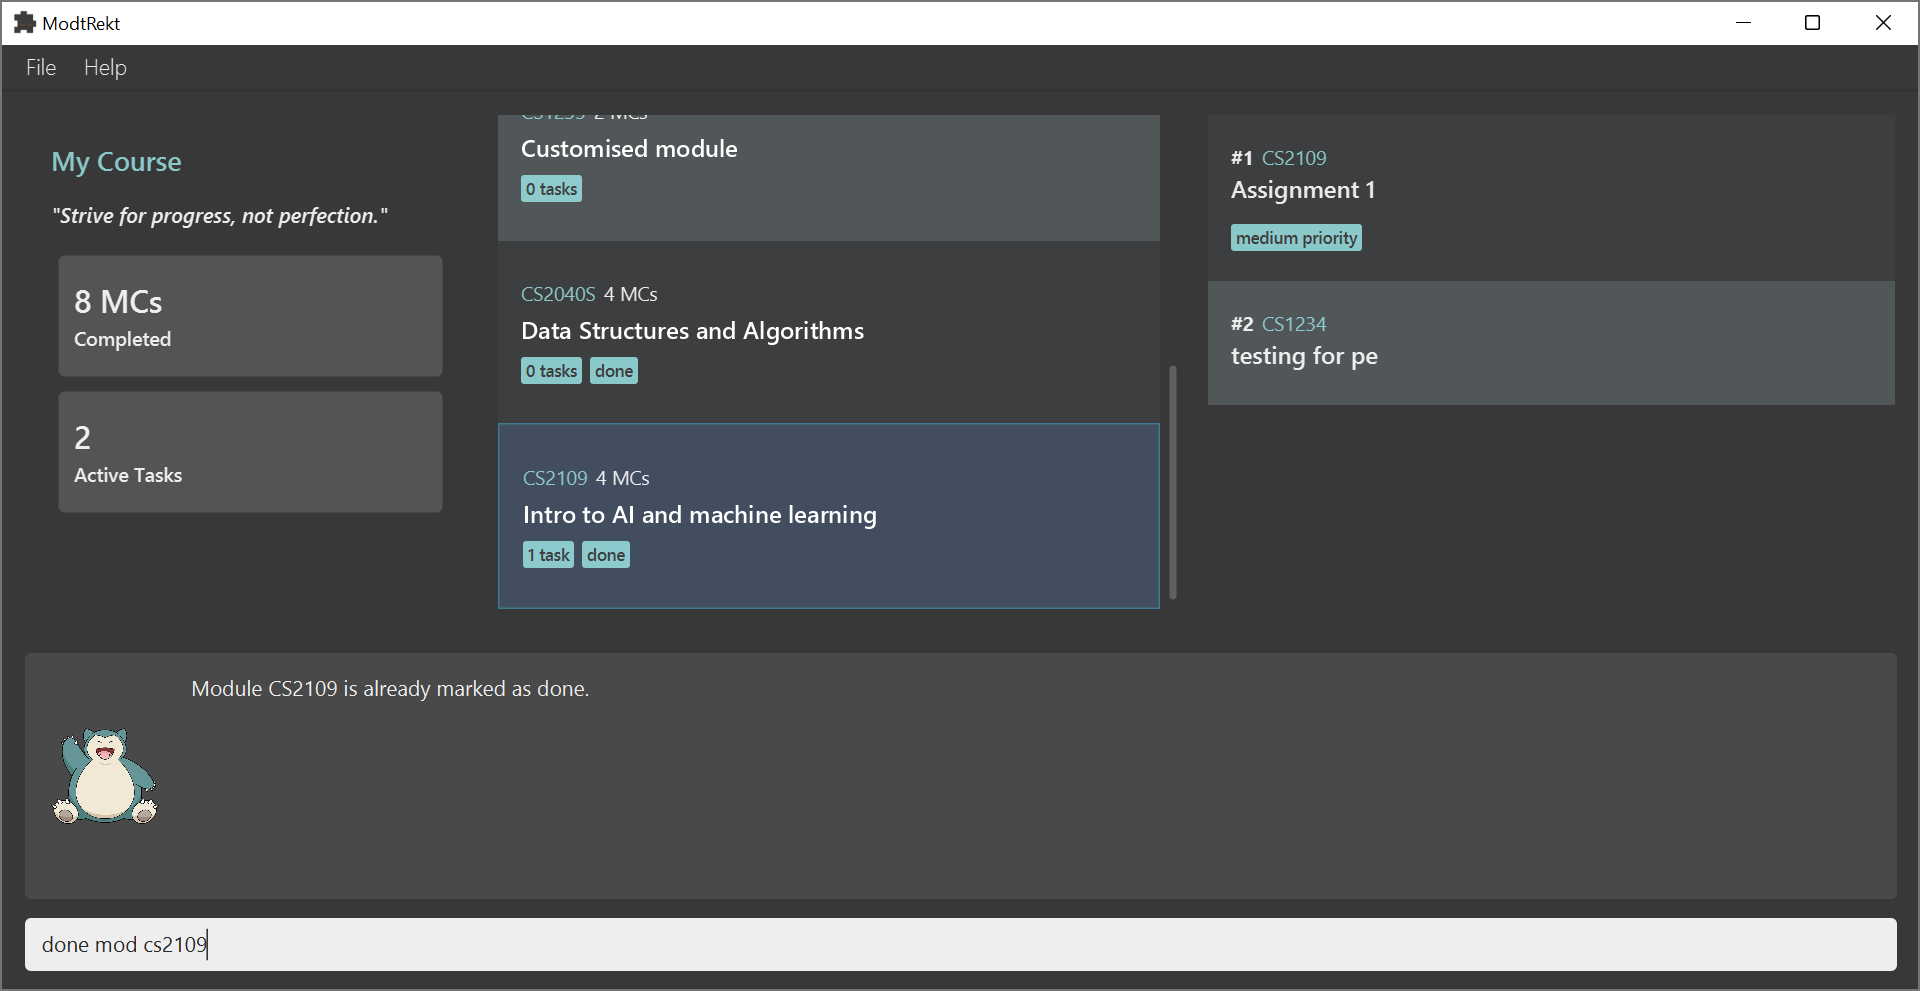 ModtRekt
File Help
My Course
"Strive for progress, not perfection."
8 MCs
Completed
2
Active Tasks
2 MCs
Customised module
0 tasks
CS2040S 4 MCs
Data Structures and Algorithms
0 tasks done
CS2109 4 MCs
Intro to AI and machine learning
1 task done
#1 CS2109
Assignment 1
medium priority
#2 CS1234
testing for pe
Module CS2109 is already marked as done.
done mod cs2109